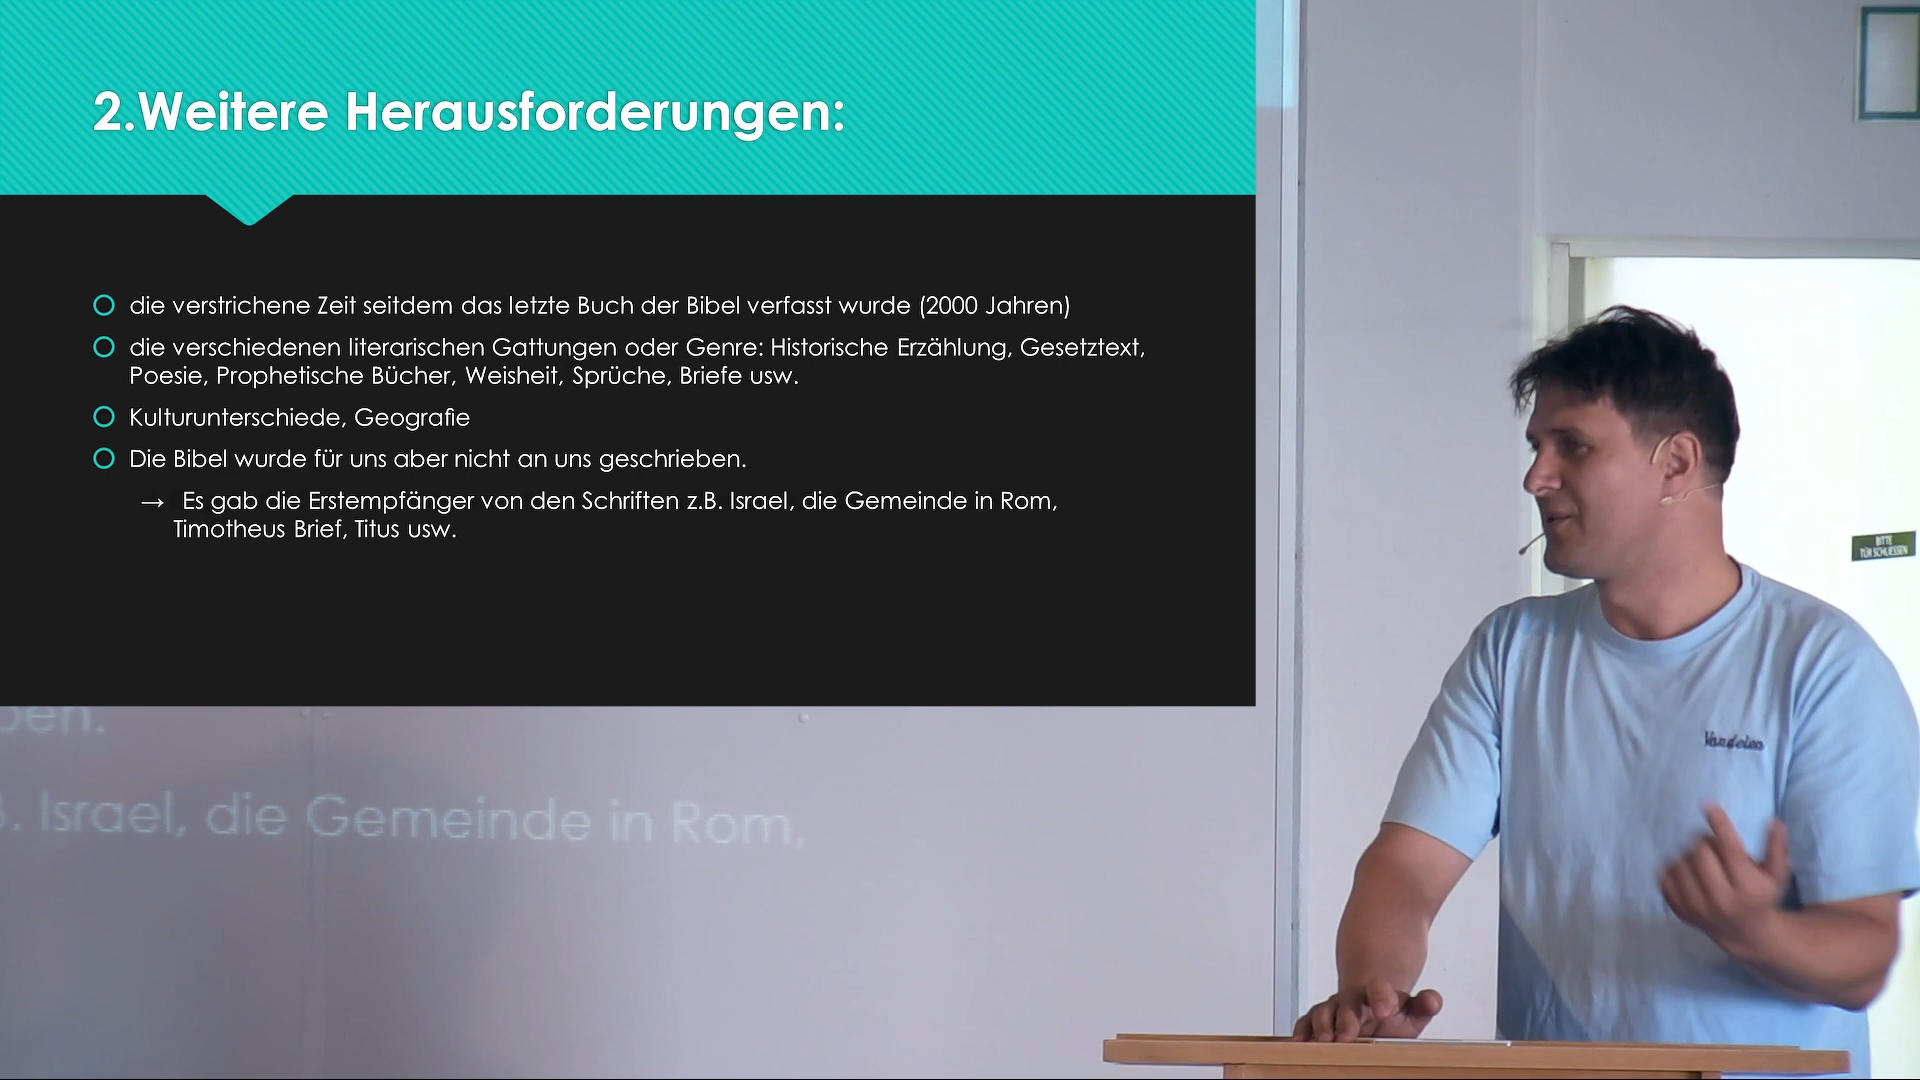 2.Weitere Herausforderungen:
die verstrichene Zeit seitdem das letzte Buch der Bibel verfasst wurde (2000 Jahren)
die verschiedenen literarischen Gattungen oder Genre: Historische Erzählung, Gesetztext,
Poesie, Prophetische Bücher, Weisheit, Sprüche, Briefe usw.
Kulturunterschiede, Geografie
Die Bibel wurde für uns aber nicht an uns geschrieben.
→ Es gab die Erstempfänger von den Schriften z.B. Israel, die Gemeinde in Rom,
Timotheus Brief, Titus usw.
BITTE
TÜR SCHLIESSEN
ben.
B. Israel, die Gemeinde in Rom,